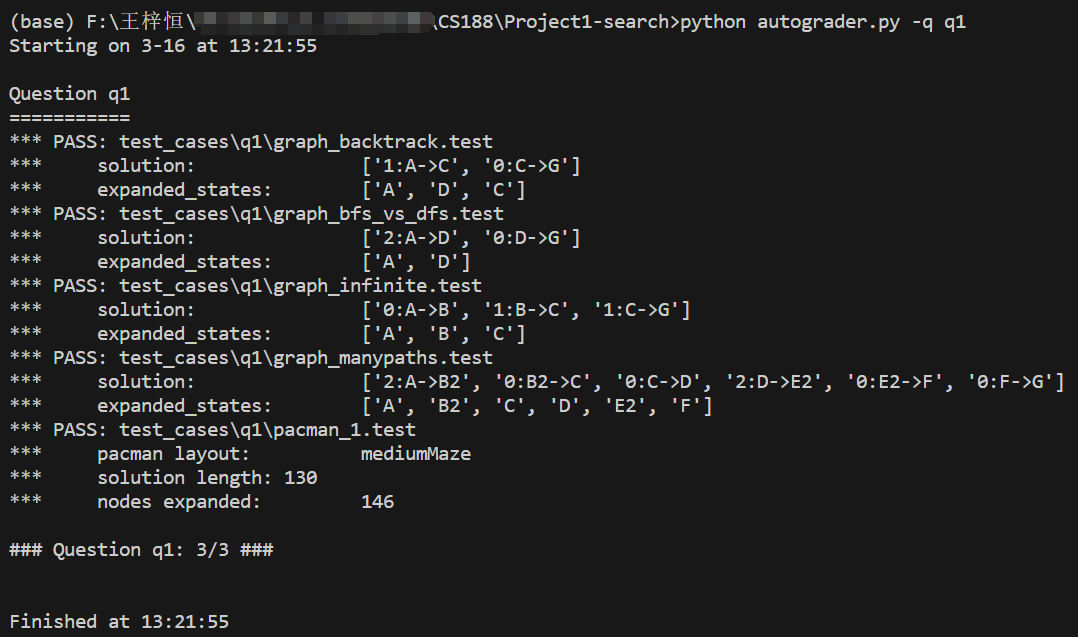 (base) F:\王梓恒\ \CS188\Project1-search>python autograder.py -q q1
Starting on 3-16 at 13:21:55
Question q1
===========
*** PASS: test_cases\q1\graph_backtrack.test
***     solution:               ['1:A->C', '0:C->G']
***     expanded_states:        ['A', 'D', 'C']
*** PASS: test_cases\q1\graph_bfs_vs_dfs.test
***     solution:               ['2:A->D', '0:D->G']
***     expanded_states:        ['A', 'D']
*** PASS: test_cases\q1\graph_infinite.test
***     solution:               ['0:A->B', '1:B->C', '1:C->G']
***     expanded_states:        ['A', 'B', 'C']
*** PASS: test_cases\q1\graph_manypaths.test
***     solution:               ['2:A->B2', '0:B2->C', '0:C->D', '2:D->E2', '0:E2->F', '0:F->G']
***     expanded_states:        ['A', 'B2', 'C', 'D', 'E2', 'F']
*** PASS: test_cases\q1\pacman_1.test
***     pacman layout:          mediumMaze
***     solution length: 130
***     nodes expanded:         146
### Question q1: 3/3 ###
Finished at 13:21:55